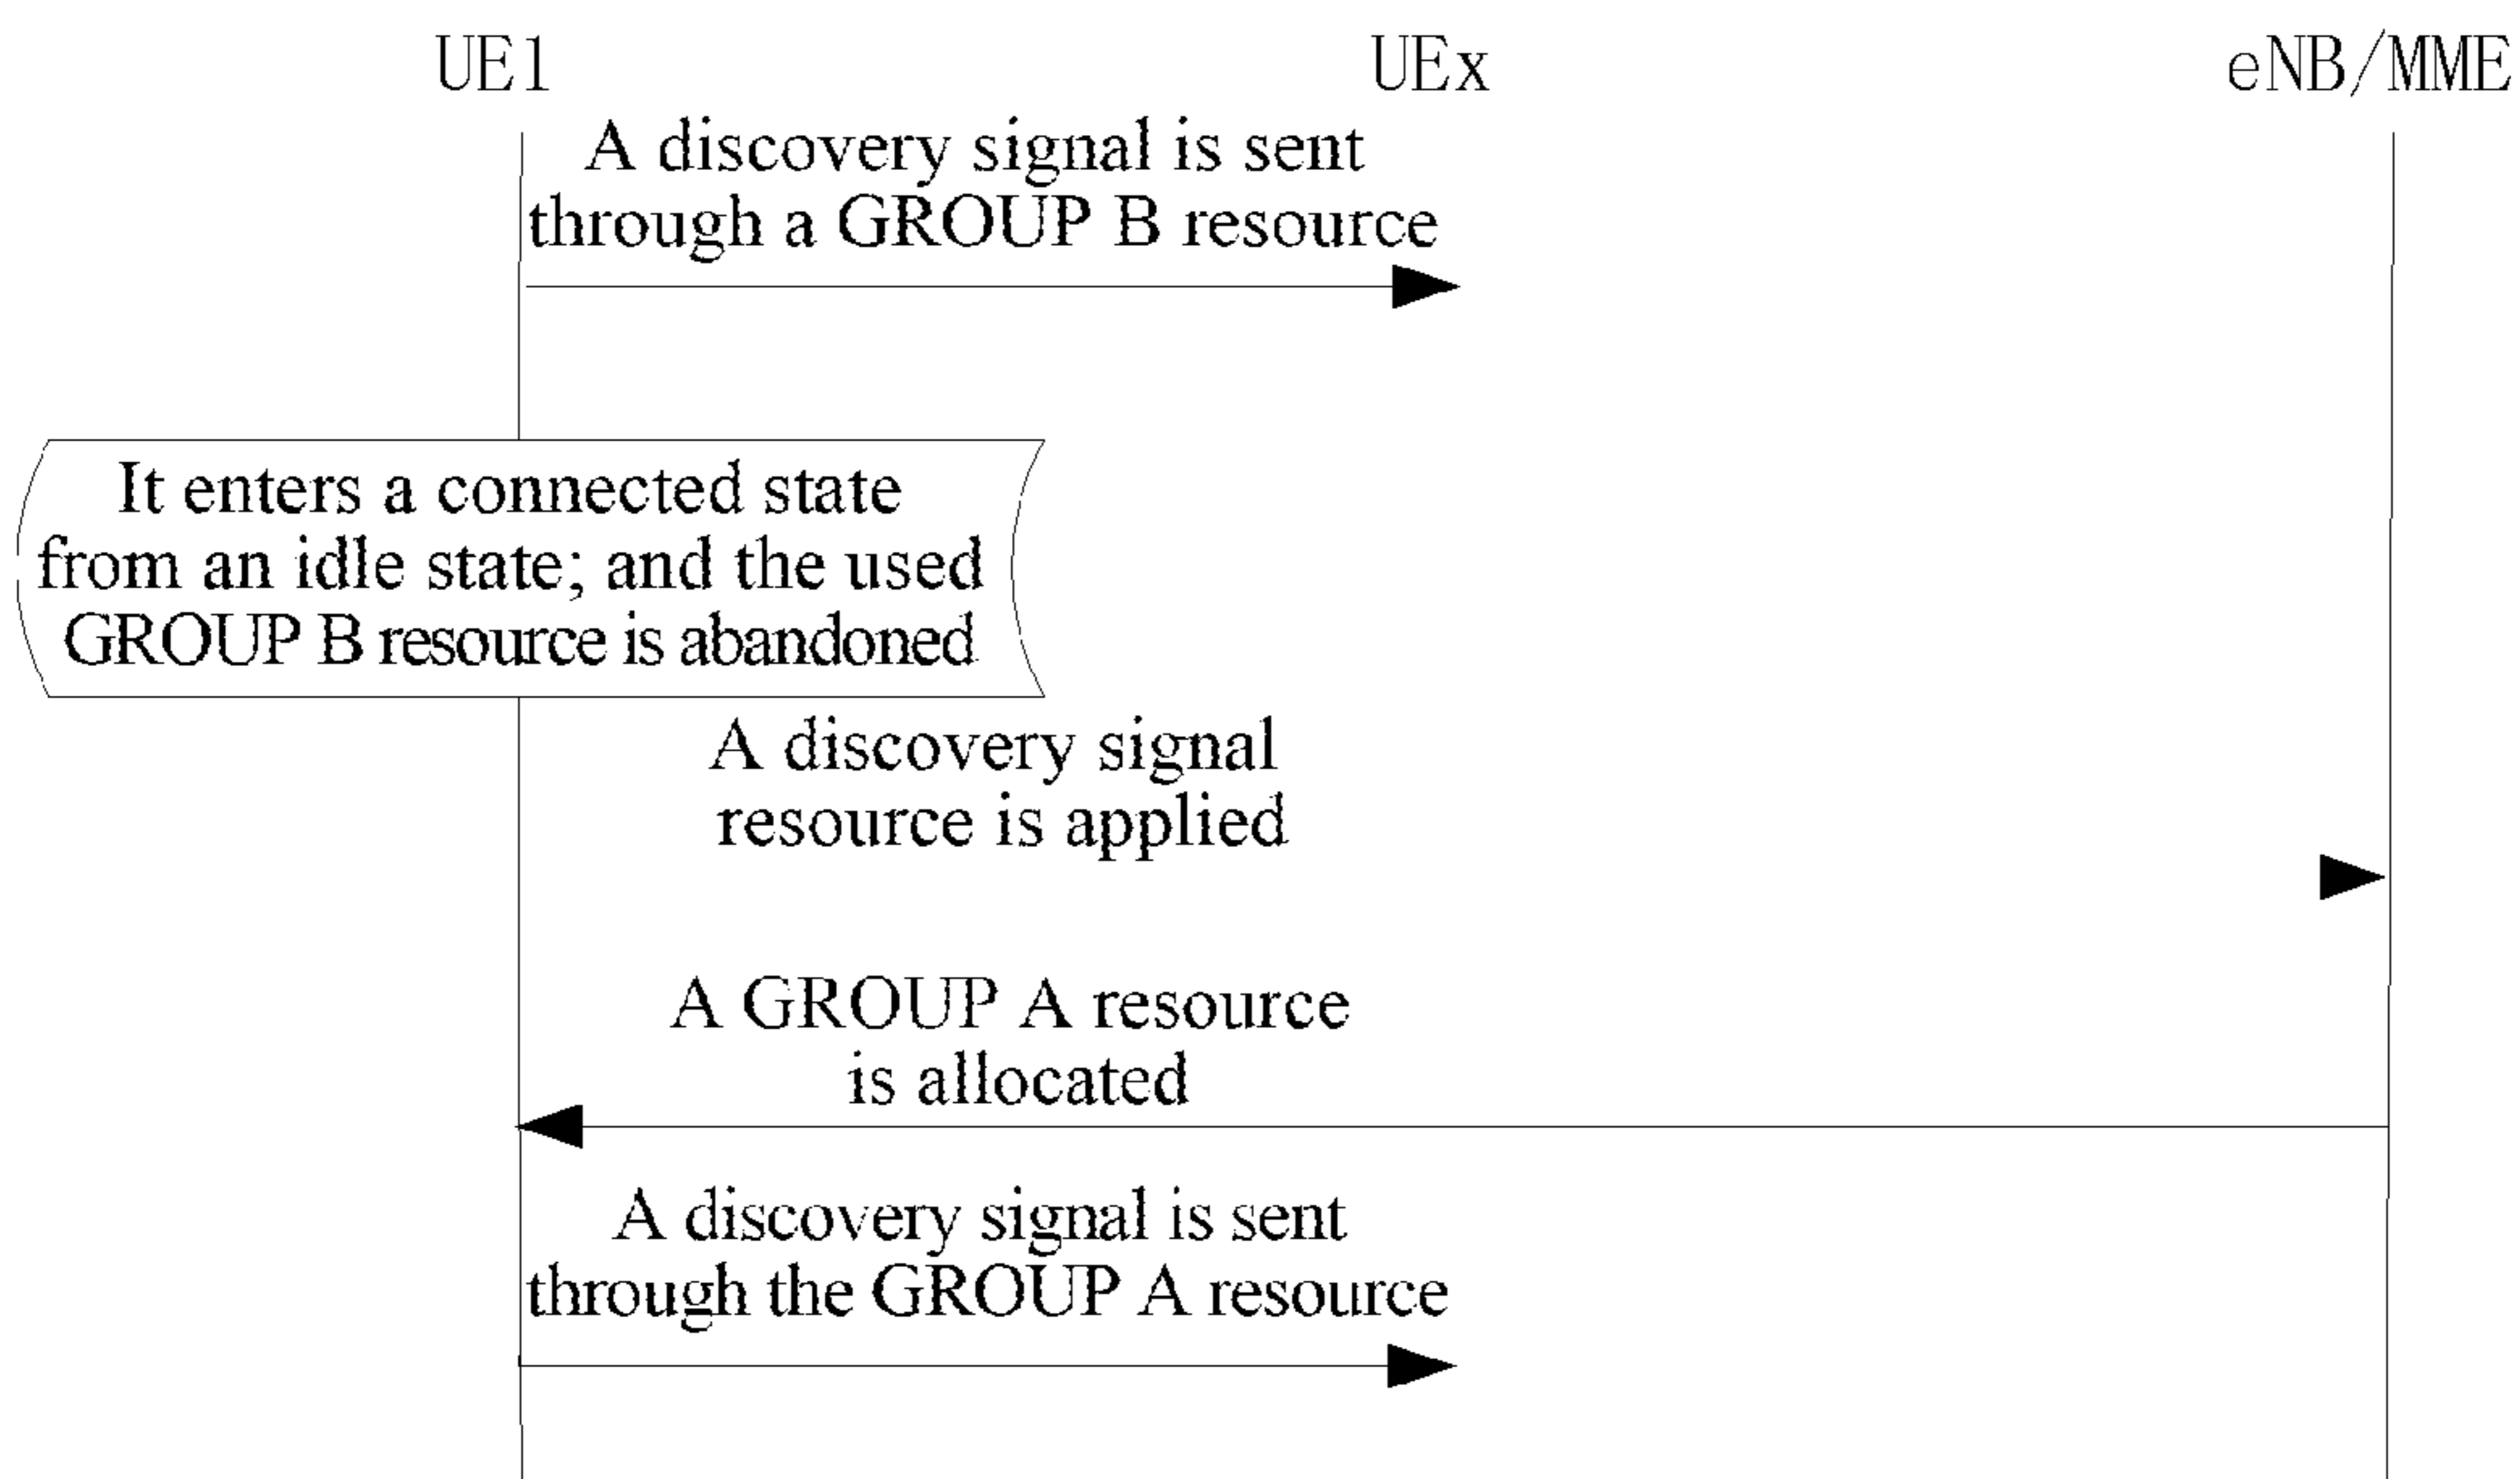 UE1 UEx eNB/MME
A discovery signal is sent
through a GROUP B resource
It enters a connected state
from an idle state; and the used
GROUP B resource is abandoned
A discovery signal
resource is applied
A GROUP A resource
is allocated
A discovery signal is sent
through the GROUP A resource